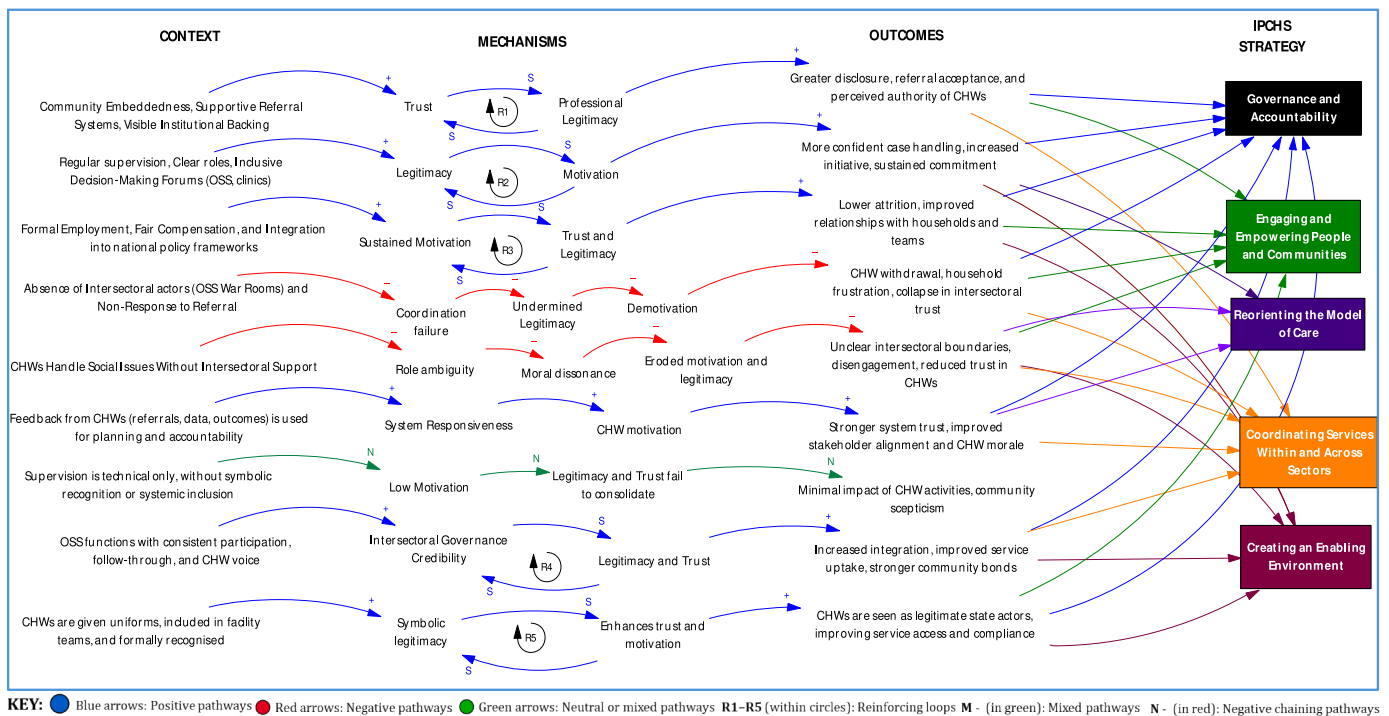 CONTEXT
MECHANISMS
OUTCOMES
IPCHS
STRATEGY
Community Embeddedness, Supportive Referral
Systems, Visible Institutional Backing
+
Trust
S
R1
S
Professional
Legitimacy
+
Greater disclosure, referral acceptance, and
perceived authority of CHWs
Regular supervision, Clear roles, Inclusive
Decision-Making Forums (OSS, clinics)
+
Legitimacy
S
R2
S
Motivation
+
More confident case handling, increased
initiative, sustained commitment
Formal Employment, Fair Compensation, and Integration
into national policy frameworks
+
Sustained Motivation
S
R3
S
Trust and
Legitimacy
+
Lower attrition, improved
relationships with households and
teams
Absence of Intersectoral actors (OSS War Rooms) and
Non-Response to Referral
–
Coordination
failure
–
Undermined
Legitimacy
–
Demotivation
–
CHW withdrawal, household
frustration, collapse in intersectoral
trust
CHWs Handle Social Issues Without Intersectoral Support
–
Role ambiguity
–
Moral dissonance
–
Eroded motivation and
legitimacy
–
Unclear intersectoral boundaries,
disengagement, reduced trust in
CHWs
Feedback from CHWs (referrals, data, outcomes) is used
for planning and accountability
+
System Responsiveness
+
CHW motivation
+
Stronger system trust, improved
stakeholder alignment and CHW morale
Supervision is technical only, without symbolic
recognition or systemic inclusion
N
Low Motivation
N
Legitimacy and Trust fail
to consolidate
N
Minimal impact of CHW activities, community
scepticism
OSS functions with consistent participation,
follow-through, and CHW voice
+
Intersectoral Governance
Credibility
S
R4
S
Legitimacy and Trust
+
Increased integration, improved service
uptake, stronger community bonds
CHWs are given uniforms, included in facility
teams, and formally recognised
+
Symbolic
legitimacy
S
R5
S
Enhances trust and
motivation
+
CHWs are seen as legitimate state actors,
improving service access and compliance
Governance and
Accountability
Engaging and
Empowering People
and Communities
Reorienting the Model
of Care
Coordinating Services
Within and Across
Sectors
Creating an Enabling
Environment
KEY: Blue arrows: Positive pathways Red arrows: Negative pathways Green arrows: Neutral or mixed pathways R1–R5 (within circles): Reinforcing loops M - (in green): Mixed pathways N - (in red): Negative chaining pathways